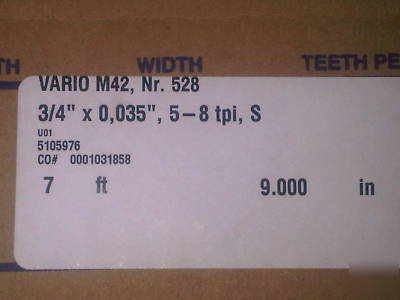 TH WIDTH TEETH PE
VARIO M42, Nr. 528
3/4" x 0,035", 5–8 tpi, S
U01
5105976
CO# 0001031858
7 ft 9.000 in